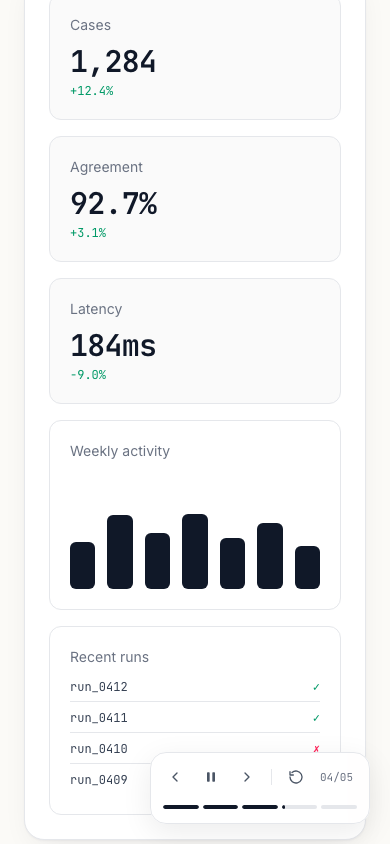 Cases
1,284
+12.4%
Agreement
92.7%
+3.1%
Latency
184ms
-9.0%
Weekly activity
Recent runs
run_0412 ✓
run_0411 ✓
run_0410 ✗
run_0409
04/05